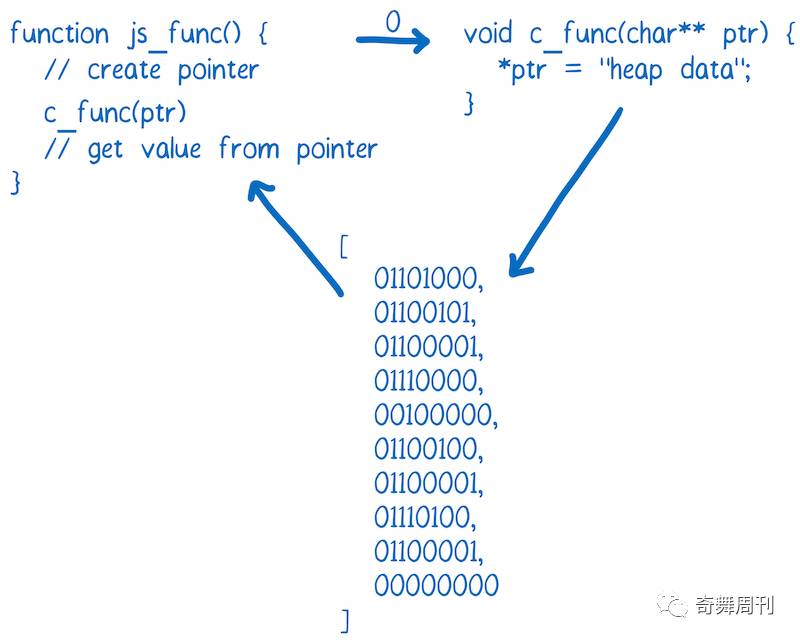 function js_func() {
// create pointer
c_func(ptr)
// get value from pointer
}
0
void c_func(char** ptr) {
*ptr = "heap data";
}
[
01101000,
01100101,
01100001,
01110000,
00100000,
01100100,
01100001,
01110100,
01100001,
00000000
]
奇舞周刊